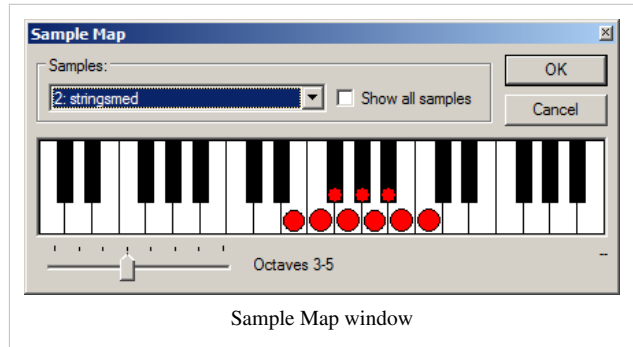 Sample Map
Samples:
OK
2: stringsmed
Show all samples
Cancel
Octaves 3-5
--
Sample Map window